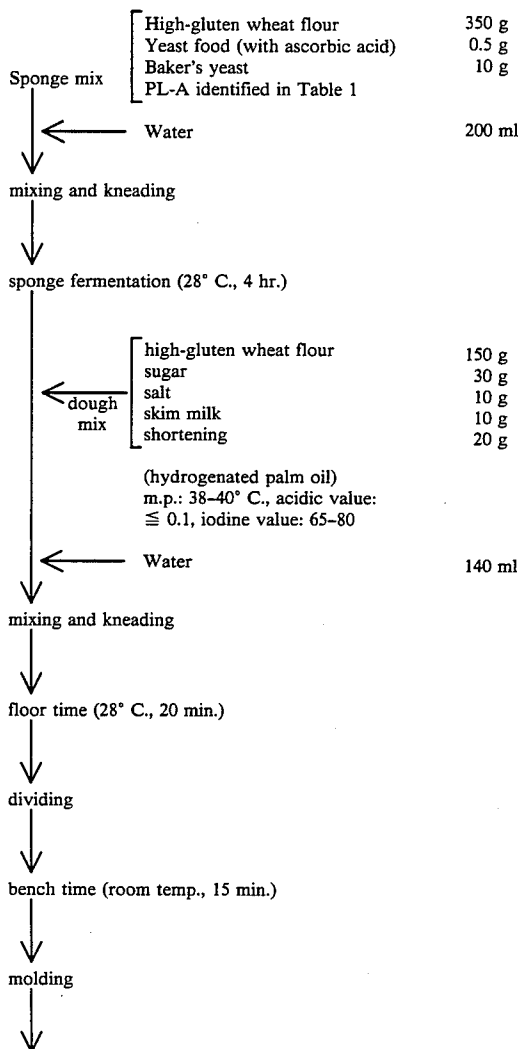 High-gluten wheat flour 350 g
Yeast food (with ascorbic acid) 0.5 g
Baker's yeast 10 g
Sponge mix
PL-A identified in Table 1
Water 200 ml
mixing and kneading
sponge fermentation (28° C., 4 hr.)
high-gluten wheat flour 150 g
sugar 30 g
dough mix
salt 10 g
skim milk 10 g
shortening 20 g
(hydrogenated palm oil)
m.p.: 38–40° C., acidic value:
≦ 0.1, iodine value: 65–80
Water 140 ml
mixing and kneading
floor time (28° C., 20 min.)
dividing
bench time (room temp., 15 min.)
molding